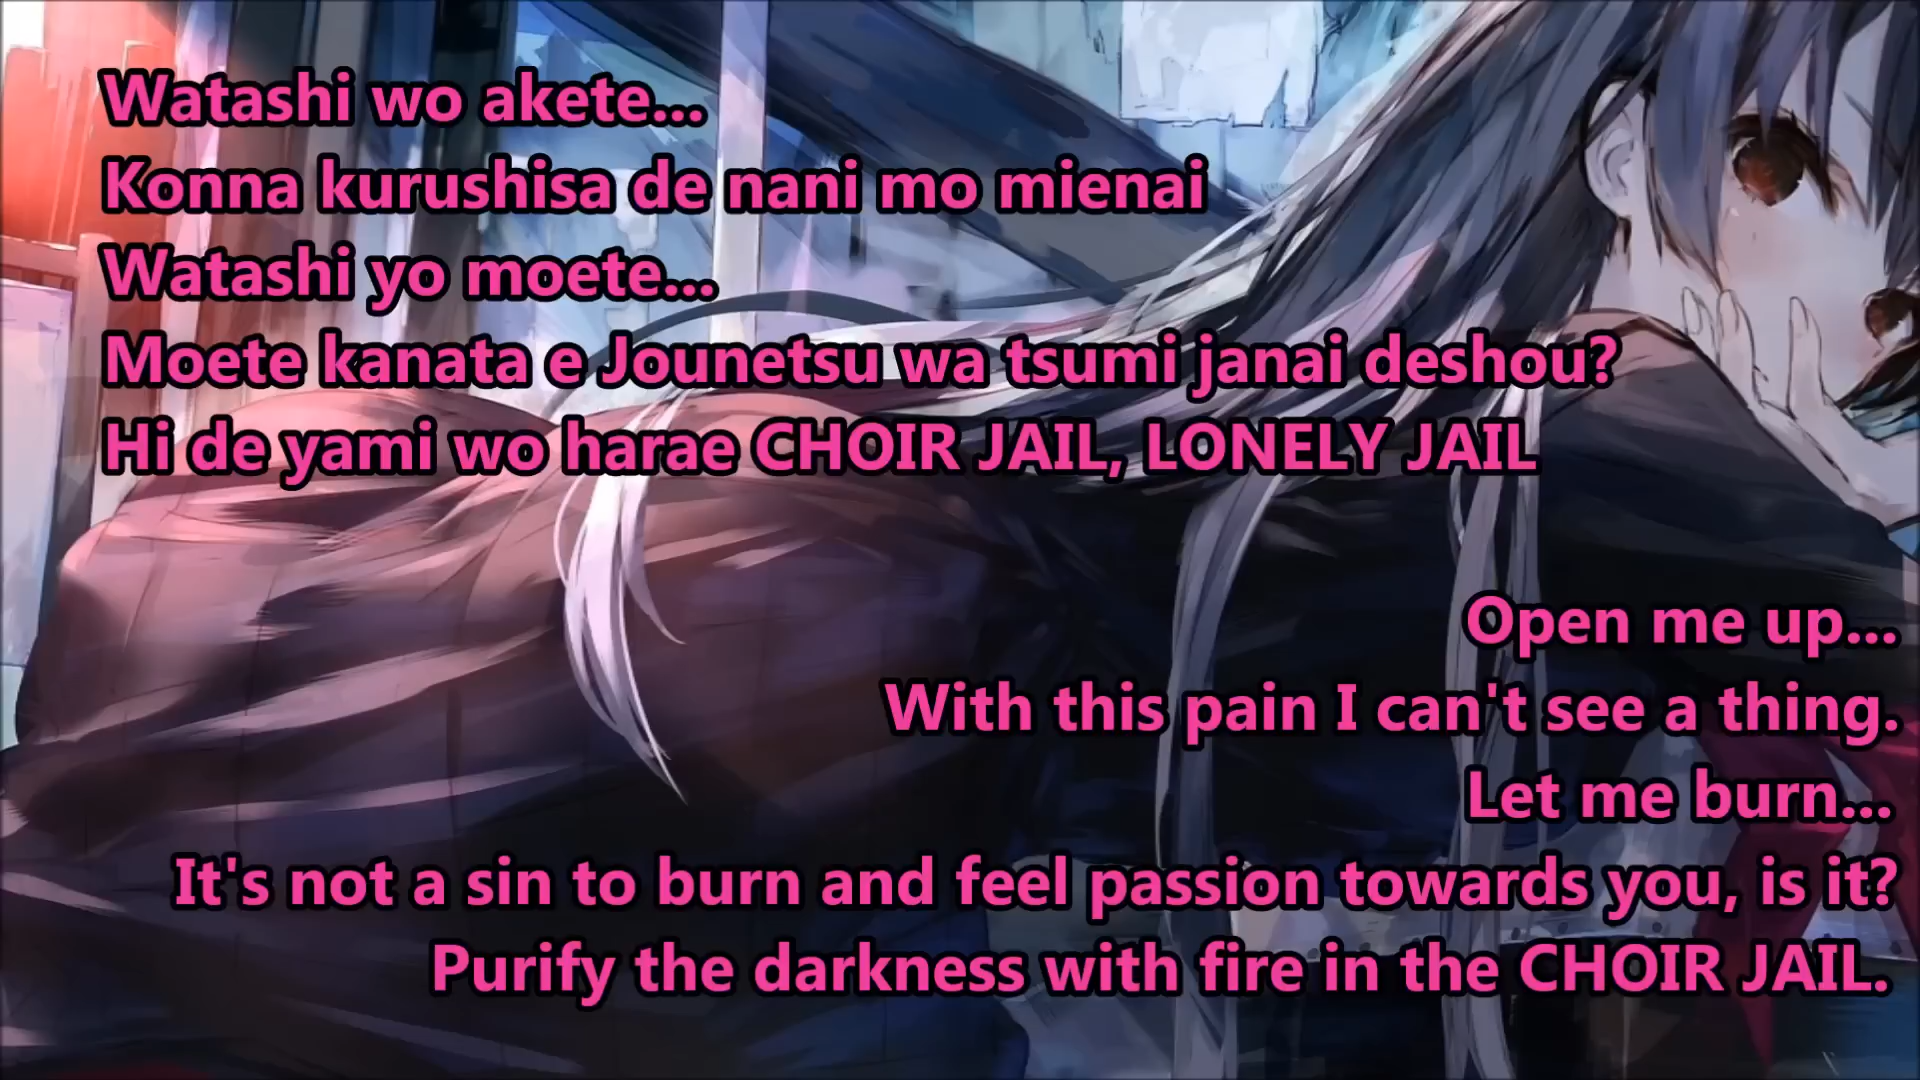 Watashi wo akete...
Konna kurushisa de nani mo mienai
Watashi yo moete...
Moete kanata e Jounetsu wa tsumi janai deshou?
Hi de yami wo harae CHOIR JAIL, LONELY JAIL
Open me up...
With this pain I can't see a thing.
Let me burn...
It's not a sin to burn and feel passion towards you, is it?
Purify the darkness with fire in the CHOIR JAIL.